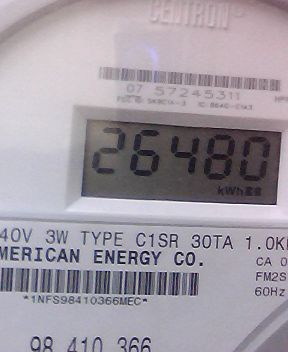 CENTRON
07 57245311
26480
kWh
40V 3W TYPE C1SR 30TA 1.0K
MERICAN ENERGY CO.
CA 0
FM2S
60Hz
*1NFS98410366MEC*
98 410 366